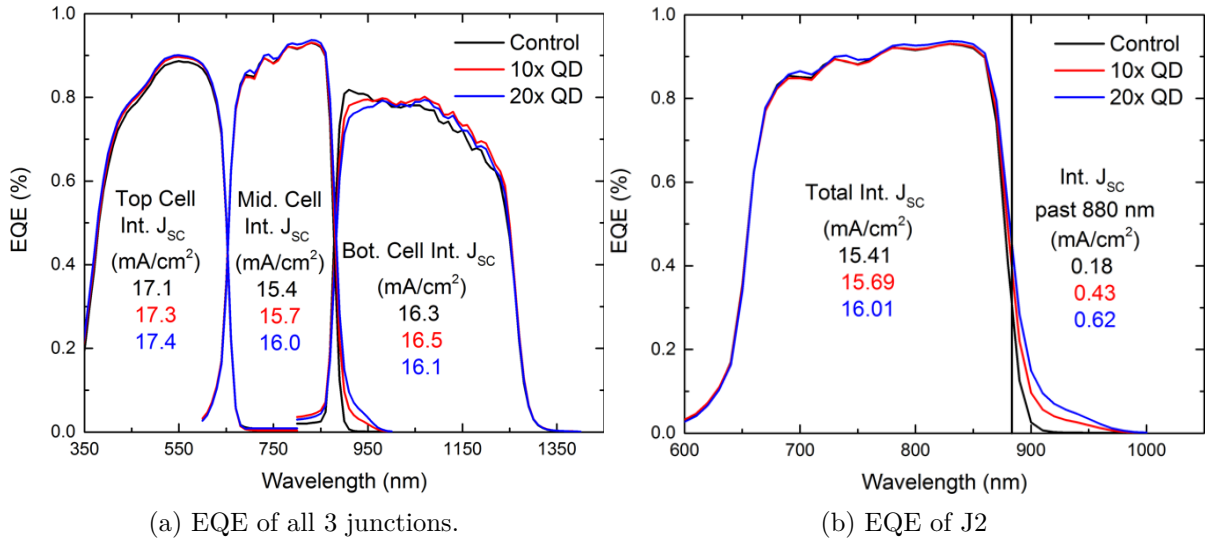 1.0
0.8
0.6
0.4
0.2
0.0
EQE (%)
350
550
750
950
1150
1350
Wavelength (nm)
Control
10x QD
20x QD
Top Cell
Int. J_SC
(mA/cm²)
17.1
17.3
17.4
Mid. Cell
Int. J_SC
(mA/cm²)
15.4
15.7
16.0
Bot. Cell Int. J_SC
(mA/cm²)
16.3
16.5
16.1
(a) EQE of all 3 junctions.
1.0
0.8
0.6
0.4
0.2
0.0
EQE (%)
600
700
800
900
1000
Wavelength (nm)
Control
10x QD
20x QD
Total Int. J_SC
(mA/cm²)
15.41
15.69
16.01
Int. J_SC
past 880 nm
(mA/cm²)
0.18
0.43
0.62
(b) EQE of J2